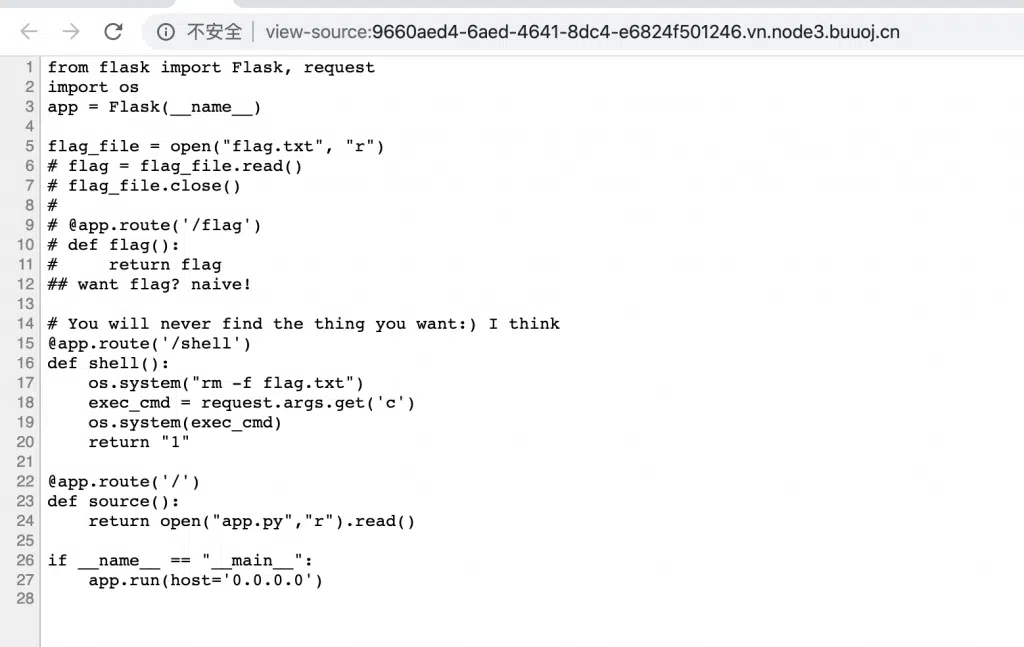 不安全 view-source:9660aed4-6aed-4641-8dc4-e6824f501246.vn.node3.buuoj.cn
1 from flask import Flask, request
2 import os
3 app = Flask(__name__)
4
5 flag_file = open("flag.txt", "r")
6 # flag = flag_file.read()
7 # flag_file.close()
8 #
9 # @app.route('/flag')
10 # def flag():
11 #     return flag
12 ## want flag? naive!
13
14 # You will never find the thing you want:) I think
15 @app.route('/shell')
16 def shell():
17     os.system("rm -f flag.txt")
18     exec_cmd = request.args.get('c')
19     os.system(exec_cmd)
20     return "1"
21
22 @app.route('/')
23 def source():
24     return open("app.py","r").read()
25
26 if __name__ == "__main__":
27     app.run(host='0.0.0.0')
28